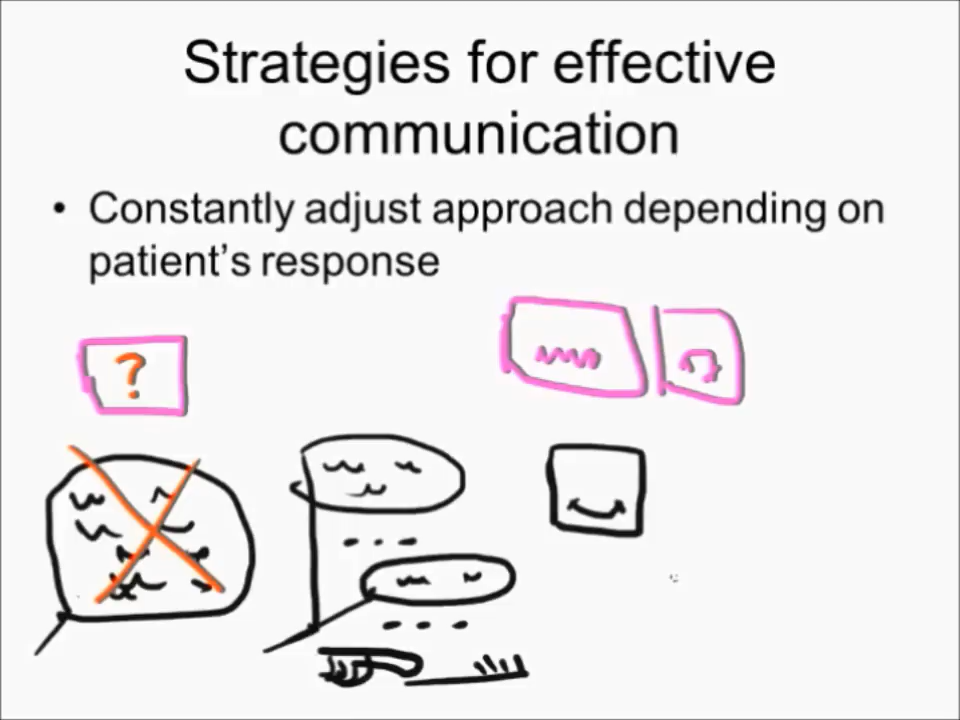 Strategies for effective
communication
• Constantly adjust approach depending on
patient's response
?